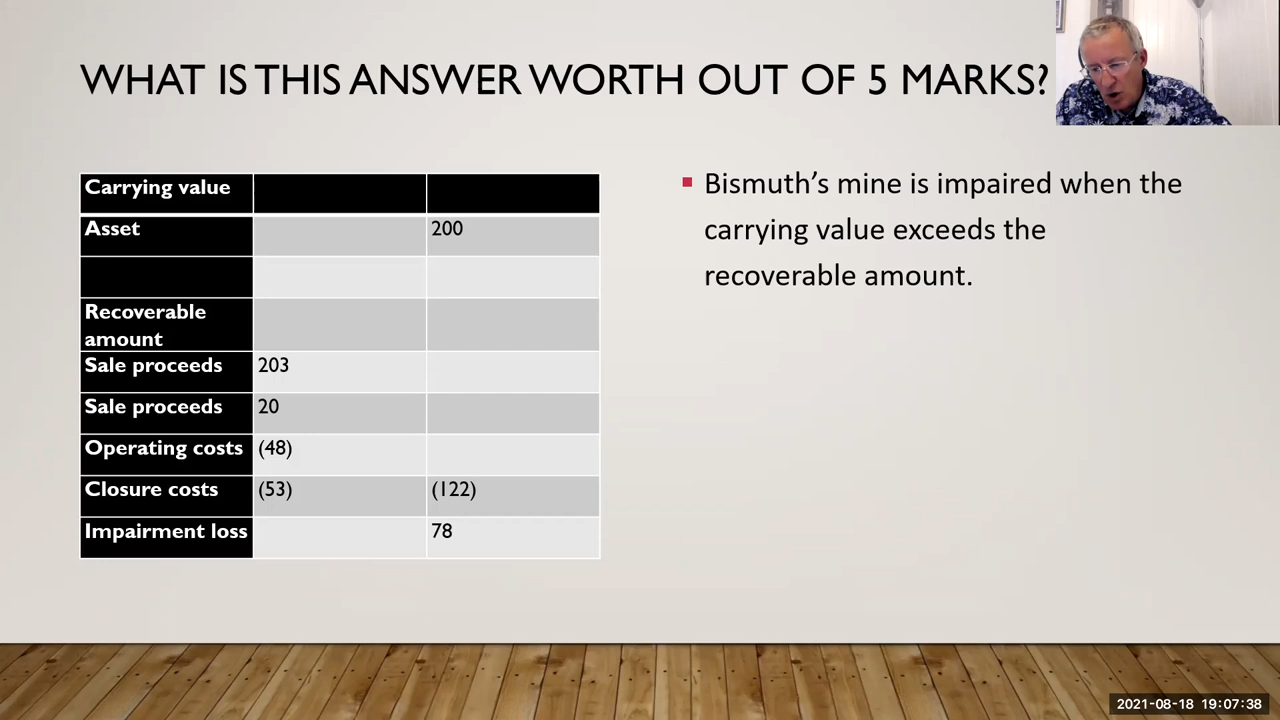 WHAT IS THIS ANSWER WORTH OUT OF 5 MARKS?
Carrying value
Asset 200
Recoverable
amount
Sale proceeds 203
Sale proceeds 20
Operating costs (48)
Closure costs (53) (122)
Impairment loss 78
Bismuth’s mine is impaired when the
carrying value exceeds the
recoverable amount.
2021-08-18 19:07:38